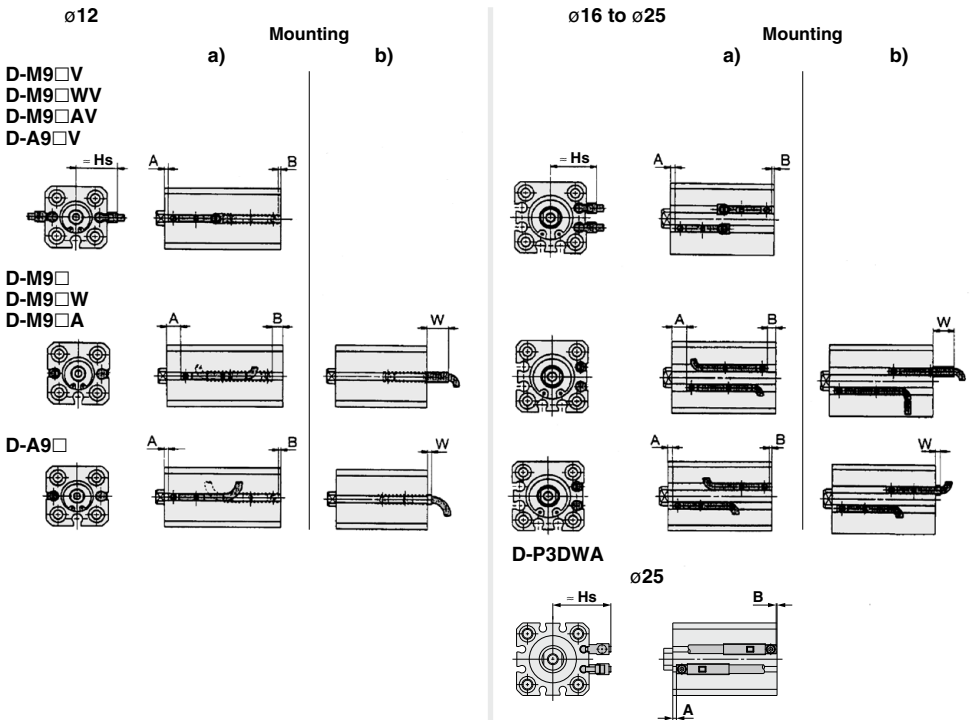 ø12
Mounting
a) b)
D-M9□V
D-M9□WV
D-M9□AV
D-A9□V
A ≈ Hs B
D-M9□
D-M9□W
D-M9□A
A B W
D-A9□
A B W
ø16 to ø25
Mounting
a) b)
≈ Hs A B
A B W
A B W
D-P3DWA
ø25
≈ Hs B
A